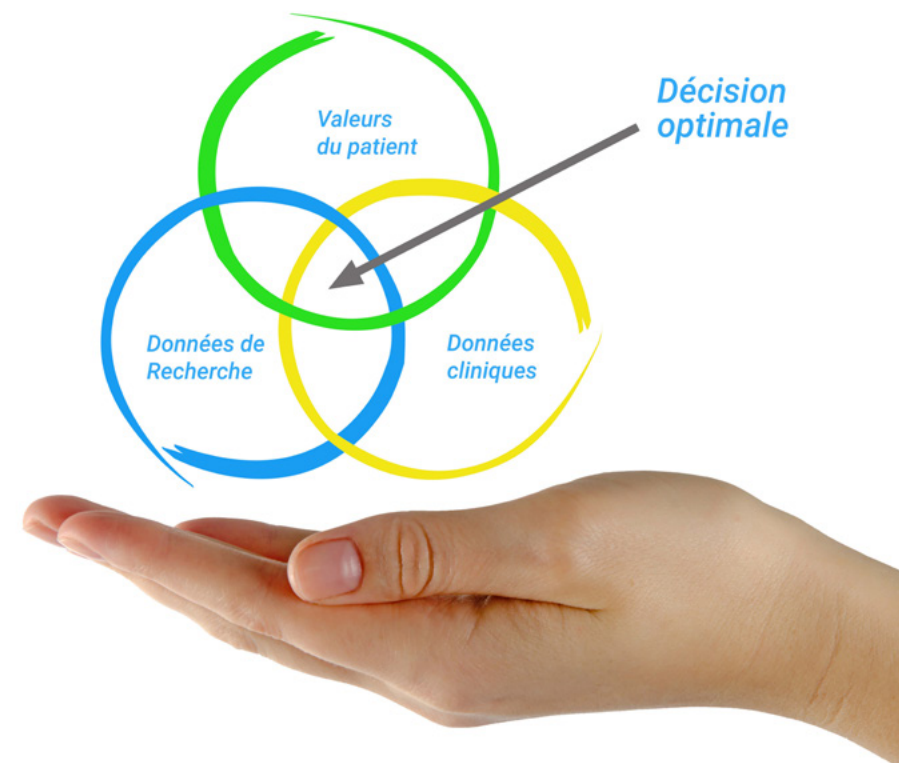 Valeurs
du patient
Décision
optimale
Données de
Recherche
Données
cliniques